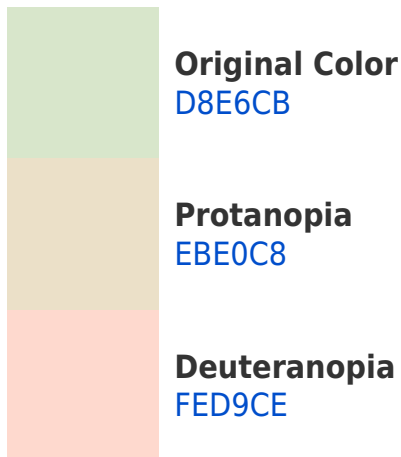 Original Color
D8E6CB
Protanopia
EBE0C8
Deuteranopia
FED9CE